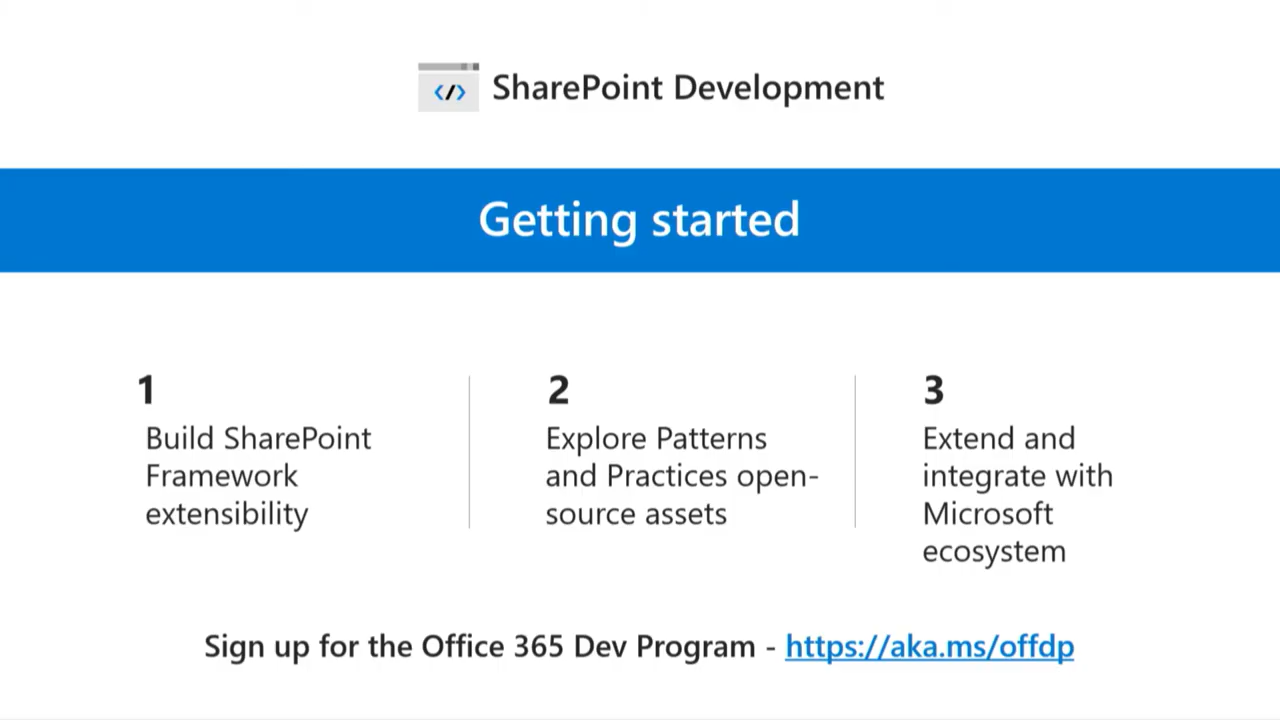 </> SharePoint Development
Getting started
1
Build SharePoint
Framework
extensibility
2
Explore Patterns
and Practices open-
source assets
3
Extend and
integrate with
Microsoft
ecosystem
Sign up for the Office 365 Dev Program - https://aka.ms/offdp